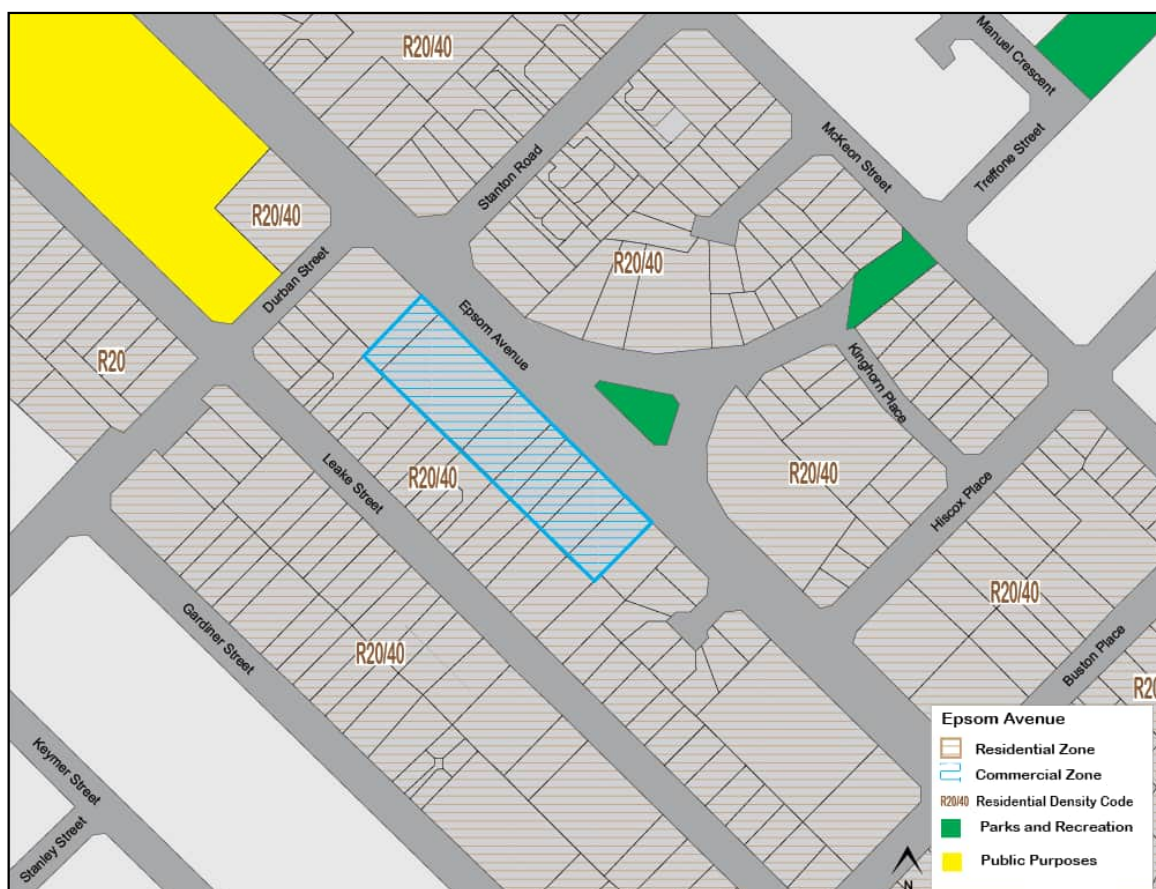 Manuel Crescent
R20/40
McKeon Street
Treffone Street
Stanton Road
R20/40
Durban Street
R20/40
Epsom Avenue
Kinghorn Place
R20
Leake Street
R20/40
R20/40
Hiscox Place
R20/40
Gardiner Street
R20/40
Buston Place
R20
Keymer Street
Stanley Street
Epsom Avenue
Residential Zone
Commercial Zone
R20/40 Residential Density Code
Parks and Recreation
Public Purposes
N